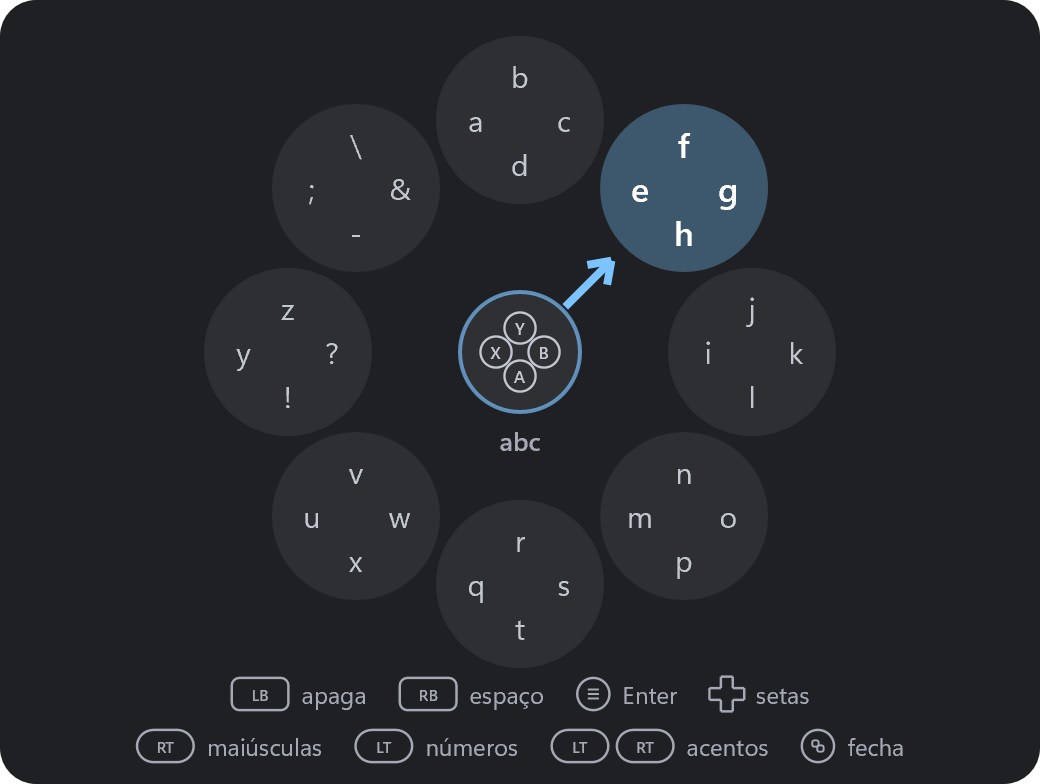 b
a c
d
\
; &
-
f
e g
h
z
y ?
!
Y
X B
A
abc
j
i k
l
v
u w
x
r
q s
t
n
m o
p
LB apaga RB espaço Enter setas
RT maiúsculas LT números LT RT acentos fecha